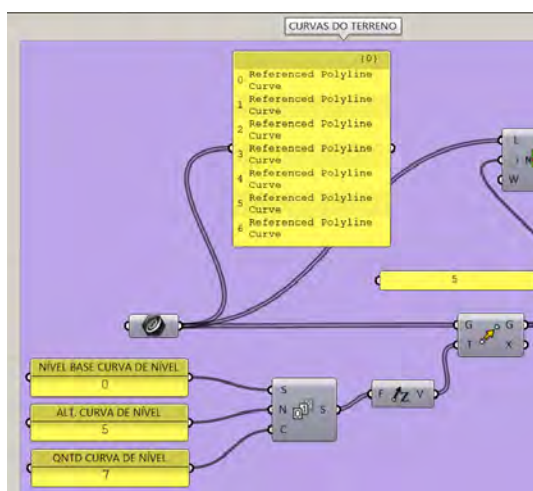 CURVAS DO TERRENO
{0}
0 Referenced Polyline
Curve
1 Referenced Polyline
Curve
2 Referenced Polyline
Curve
3 Referenced Polyline
Curve
4 Referenced Polyline
Curve
5 Referenced Polyline
Curve
6 Referenced Polyline
Curve
L
i N
W
5
G G
T X
NÍVEL BASE CURVA DE NÍVEL
0
ALT. CURVA DE NÍVEL
5
QNTD CURVA DE NÍVEL
7
S
N S
C
F Z V